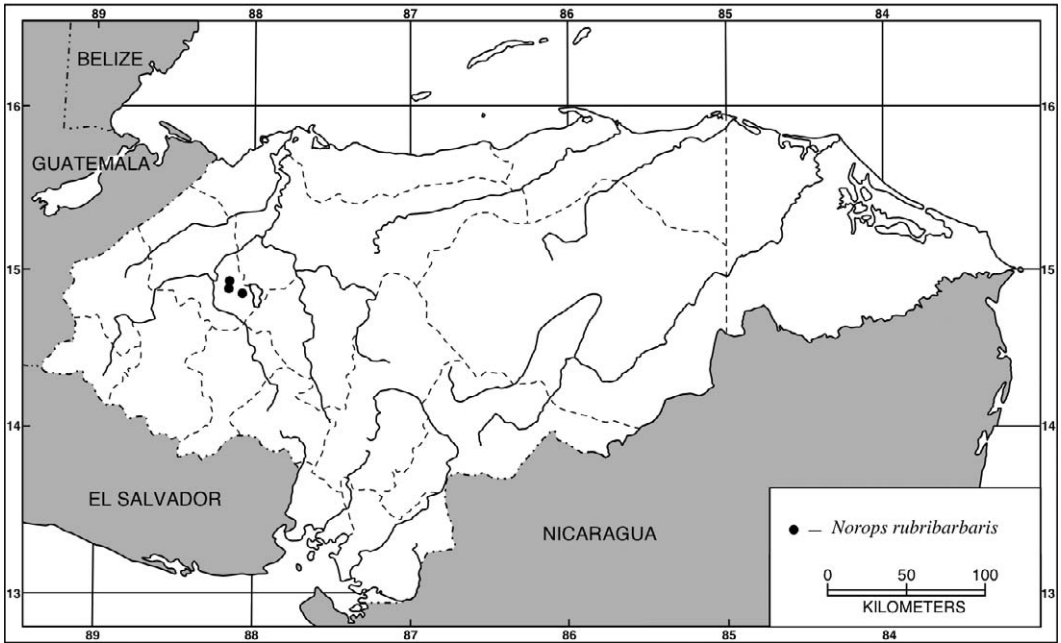 89 88 87 86 85 84
BELIZE
16 16
GUATEMALA
15 15
14 14
EL SALVADOR
NICARAGUA
● – Norops rubribarbaris
0 50 100
KILOMETERS
13 13
89 88 87 86 85 84